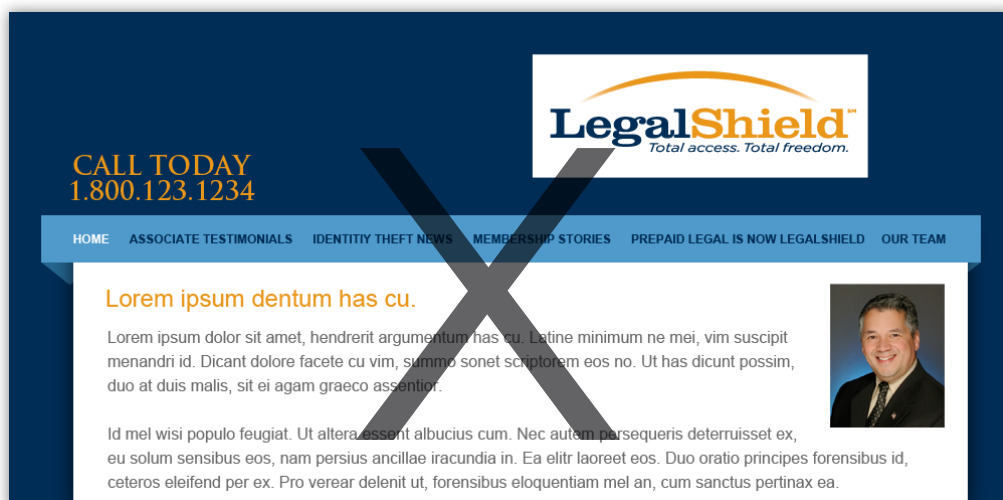 LegalShield℠
Total access. Total freedom.
CALL TODAY
1.800.123.1234
HOME ASSOCIATE TESTIMONIALS IDENTITIY THEFT NEWS MEMBERSHIP STORIES PREPAID LEGAL IS NOW LEGALSHIELD OUR TEAM
X
Lorem ipsum dentum has cu.
Lorem ipsum dolor sit amet, hendrerit argumentum has cu. Latine minimum ne mei, vim suscipit
menandri id. Dicant dolore facete cu vim, summo sonet scriptorem eos no. Ut has dicunt possim,
duo at duis malis, sit ei agam graeco assentior.
Id mel wisi populo feugiat. Ut altera essent albucius cum. Nec autem persequeris deterruisset ex,
eu solum sensibus eos, nam persius ancillae iracundia in. Ea elitr laoreet eos. Duo oratio principes forensibus id,
ceteros eleifend per ex. Pro verear delenit ut, forensibus eloquentiam mel an, cum sanctus pertinax ea.